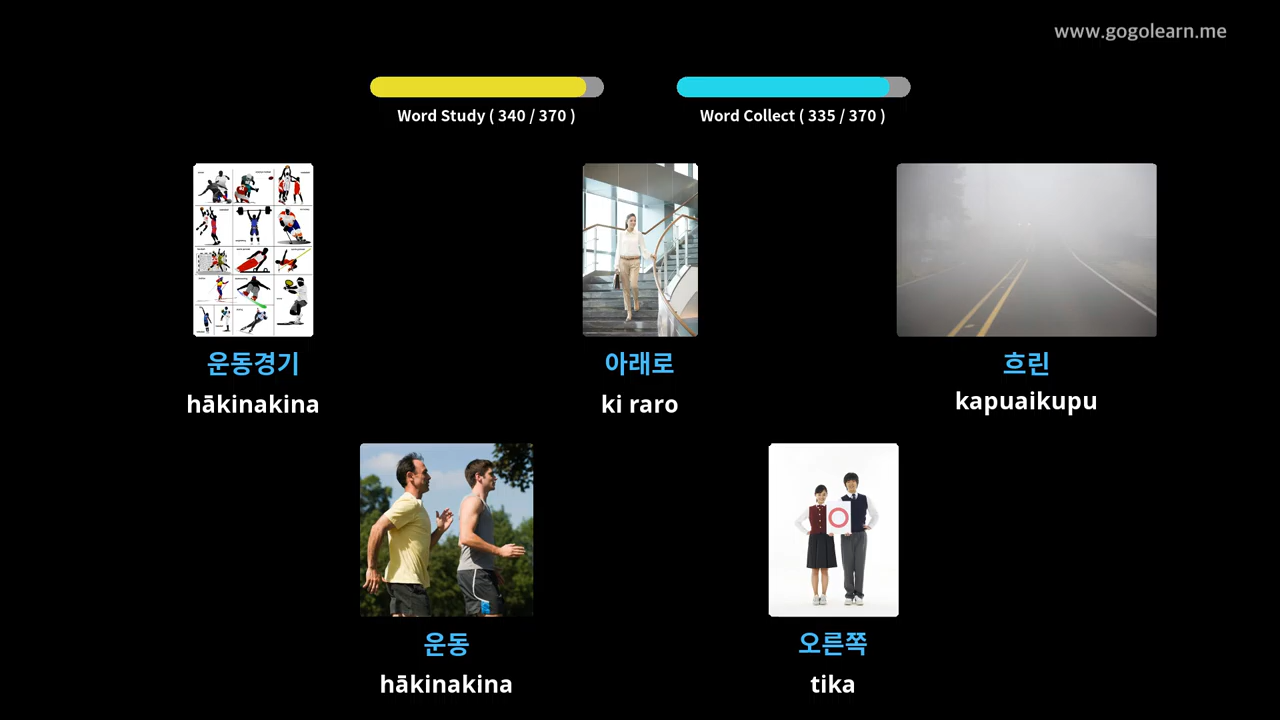 www.gogolearn.me
Word Study ( 340 / 370 )
Word Collect ( 335 / 370 )
운동경기
hākinakina
아래로
ki raro
흐린
kapuaikupu
운동
hākinakina
오른쪽
tika